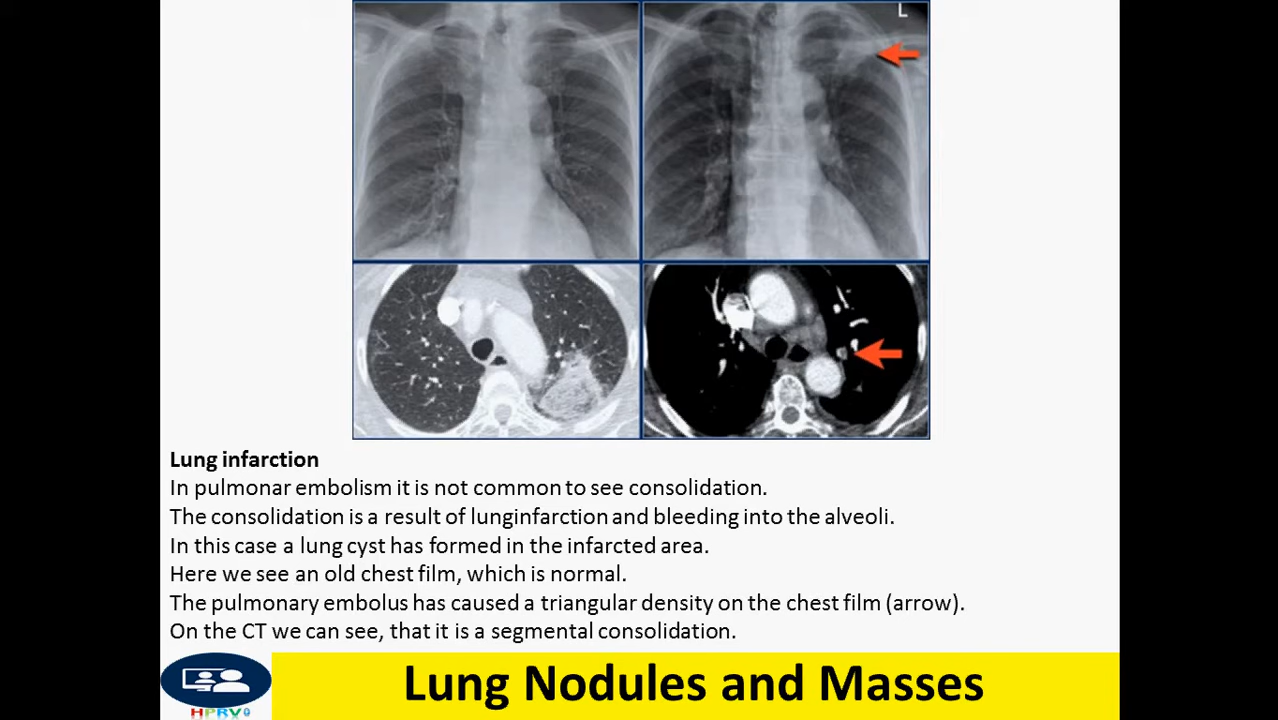 L
Lung infarction
In pulmonar embolism it is not common to see consolidation.
The consolidation is a result of lunginfarction and bleeding into the alveoli.
In this case a lung cyst has formed in the infarcted area.
Here we see an old chest film, which is normal.
The pulmonary embolus has caused a triangular density on the chest film (arrow).
On the CT we can see, that it is a segmental consolidation.
Lung Nodules and Masses
HPRV